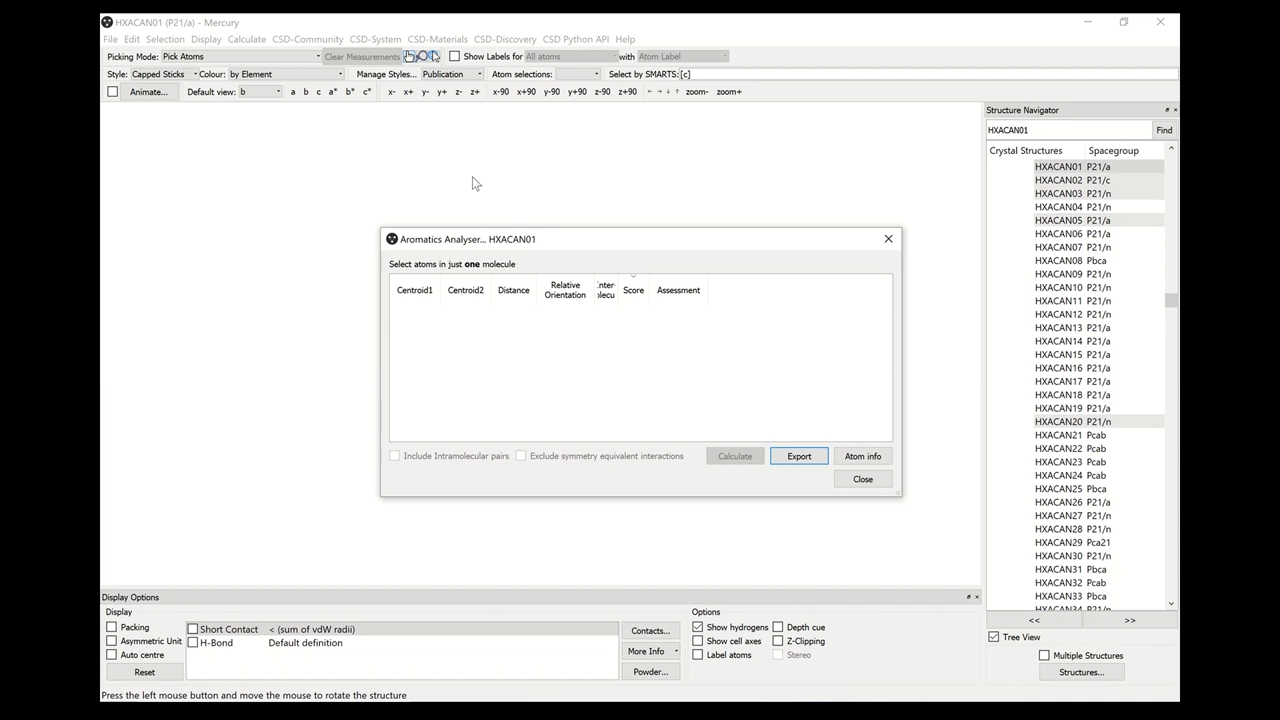 HXACAN01 (P21/a) - Mercury
File Edit Selection Display Calculate CSD-Community CSD-System CSD-Materials CSD-Discovery CSD Python API Help
Picking Mode: Pick Atoms Clear Measurements Show Labels for All atoms with Atom Label
Style: Capped Sticks Colour: by Element Manage Styles... Publication Atom selections: Select by SMARTS: [c]
Animate... Default view: b a b c a* b* c* x- x+ y- y+ z- z+ x-90 x+90 y-90 y+90 z-90 z+90 ← → ↓ ↑ zoom- zoom+
Structure Navigator
HXACAN01 Find
Crystal Structures Spacegroup
HXACAN01 P21/a
HXACAN02 P21/c
HXACAN03 P21/n
HXACAN04 P21/n
HXACAN05 P21/a
HXACAN06 P21/a
HXACAN07 P21/n
HXACAN08 Pbca
HXACAN09 P21/n
HXACAN10 P21/n
HXACAN11 P21/n
HXACAN12 P21/n
HXACAN13 P21/a
HXACAN14 P21/a
HXACAN15 P21/a
HXACAN16 P21/a
HXACAN17 P21/a
HXACAN18 P21/a
HXACAN19 P21/a
HXACAN20 P21/n
HXACAN21 Pcab
HXACAN22 Pcab
HXACAN23 Pcab
HXACAN24 Pcab
HXACAN25 Pbca
HXACAN26 P21/a
HXACAN27 P21/n
HXACAN28 P21/n
HXACAN29 Pca21
HXACAN30 P21/n
HXACAN31 Pbca
HXACAN32 Pcab
HXACAN33 Pbca
HXACAN34 P21/n
<< >>
Tree View
Multiple Structures
Structures...
Aromatics Analyser... HXACAN01
Select atoms in just one molecule
Centroid1 Centroid2 Distance Relative Orientation Score Assessment
Include Intramolecular pairs Exclude symmetry equivalent interactions Calculate Export Atom info
Close
Display Options
Display
Packing
Asymmetric Unit
Auto centre
Reset
Short Contact < (sum of vdW radii)
H-Bond Default definition
Contacts...
More Info
Powder...
Options
Show hydrogens Depth cue
Show cell axes Z-Clipping
Label atoms Stereo
Press the left mouse button and move the mouse to rotate the structure